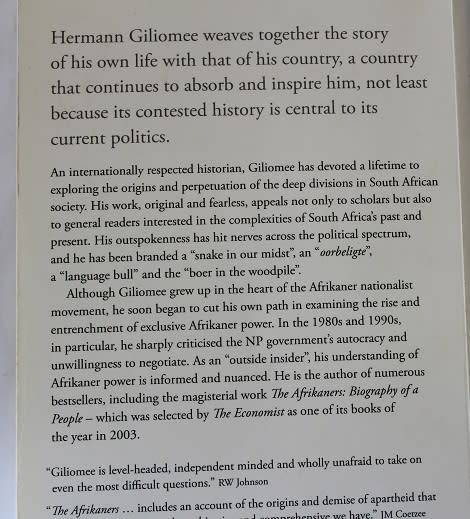 Hermann Giliomee weaves together the story
of his own life with that of his country, a country
that continues to absorb and inspire him, not least
because its contested history is central to its
current politics.
An internationally respected historian, Giliomee has devoted a lifetime to
exploring the origins and perpetuation of the deep divisions in South African
society. His work, original and fearless, appeals not only to scholars but also
to general readers interested in the complexities of South Africa's past and
present. His outspokenness has hit nerves across the political spectrum,
and he has been branded a “snake in our midst”, an “oorbeligte”,
a “language bull” and the “boer in the woodpile”.
Although Giliomee grew up in the heart of the Afrikaner nationalist
movement, he soon began to cut his own path in examining the rise and
entrenchment of exclusive Afrikaner power. In the 1980s and 1990s,
in particular, he sharply criticised the NP government's autocracy and
unwillingness to negotiate. As an “outside insider”, his understanding of
Afrikaner power is informed and nuanced. He is the author of numerous
bestsellers, including the magisterial work The Afrikaners: Biography of a
People – which was selected by The Economist as one of its books of
the year in 2003.
“Giliomee is level-headed, independent minded and wholly unafraid to take on
even the most difficult questions.” RW Johnson
“The Afrikaners … includes an account of the origins and demise of apartheid that
comprehensive we have.” JM Coetzee